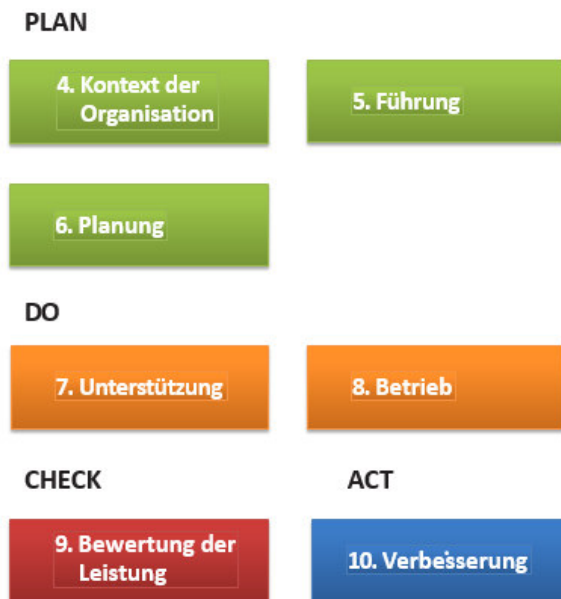 PLAN
4. Kontext der
Organisation
5. Führung
6. Planung
DO
7. Unterstützung
8. Betrieb
CHECK
ACT
9. Bewertung der
Leistung
10. Verbesserung